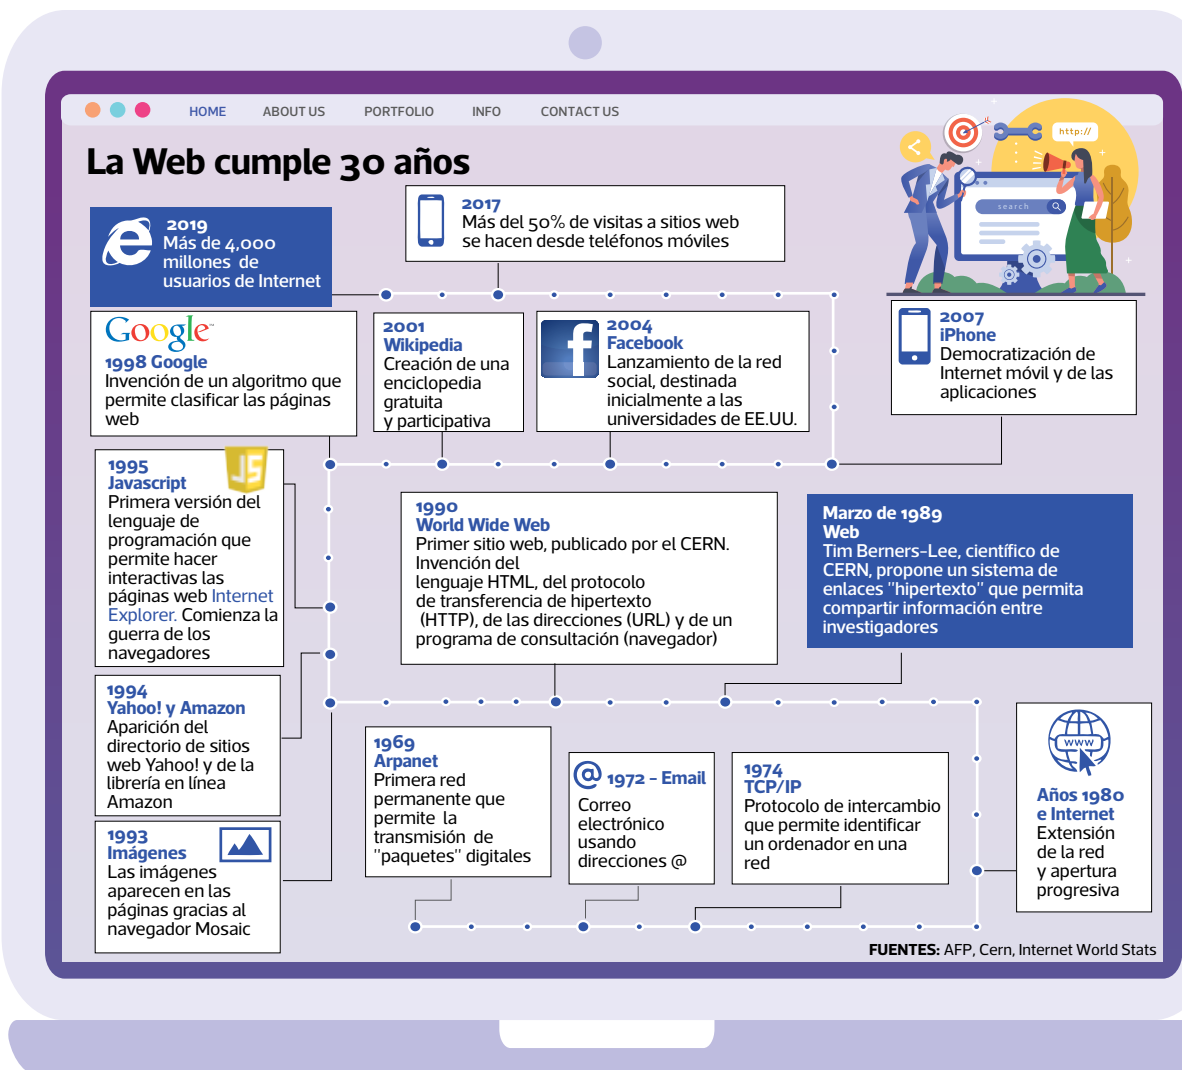 HOME ABOUT US PORTFOLIO INFO CONTACT US
http://
search
La Web cumple 30 años
2019
Más de 4,000
millones de
usuarios de Internet
2017
Más del 50% de visitas a sitios web
se hacen desde teléfonos móviles
Google
1998 Google
Invención de un algoritmo que
permite clasificar las páginas
web
2001
Wikipedia
Creación de una
enciclopedia
gratuita
y participativa
f
2004
Facebook
Lanzamiento de la red
social, destinada
inicialmente a las
universidades de EE.UU.
2007
iPhone
Democratización de
Internet móvil y de las
aplicaciones
JS
1995
Javascript
Primera versión del
lenguaje de
programación que
permite hacer
interactivas las
páginas web Internet
Explorer. Comienza la
guerra de los
navegadores
1990
World Wide Web
Primer sitio web, publicado por el CERN.
Invención del
lenguaje HTML, del protocolo
de transferencia de hipertexto
(HTTP), de las direcciones (URL) y de un
programa de consultación (navegador)
Marzo de 1989
Web
Tim Berners-Lee, científico de
CERN, propone un sistema de
enlaces "hipertexto" que permita
compartir información entre
investigadores
1994
Yahoo! y Amazon
Aparición del
directorio de sitios
web Yahoo! y de la
librería en línea
Amazon
1993
Imágenes
Las imágenes
aparecen en las
páginas gracias al
navegador Mosaic
1969
Arpanet
Primera red
permanente que
permite la
transmisión de
"paquetes" digitales
@ 1972 - Email
Correo
electrónico
usando
direcciones @
1974
TCP/IP
Protocolo de intercambio
que permite identificar
un ordenador en una
red
WWW
Años 1980
e Internet
Extensión
de la red
y apertura
progresiva
FUENTES: AFP, Cern, Internet World Stats